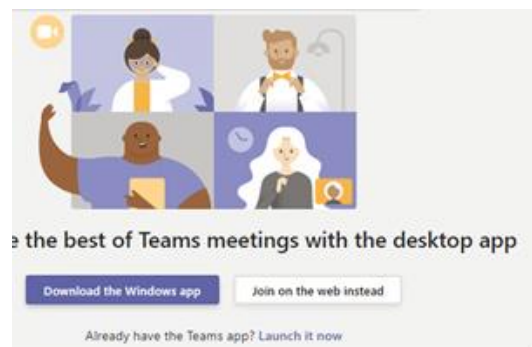 e the best of Teams meetings with the desktop app
Download the Windows app
Join on the web instead
Already have the Teams app? Launch it now